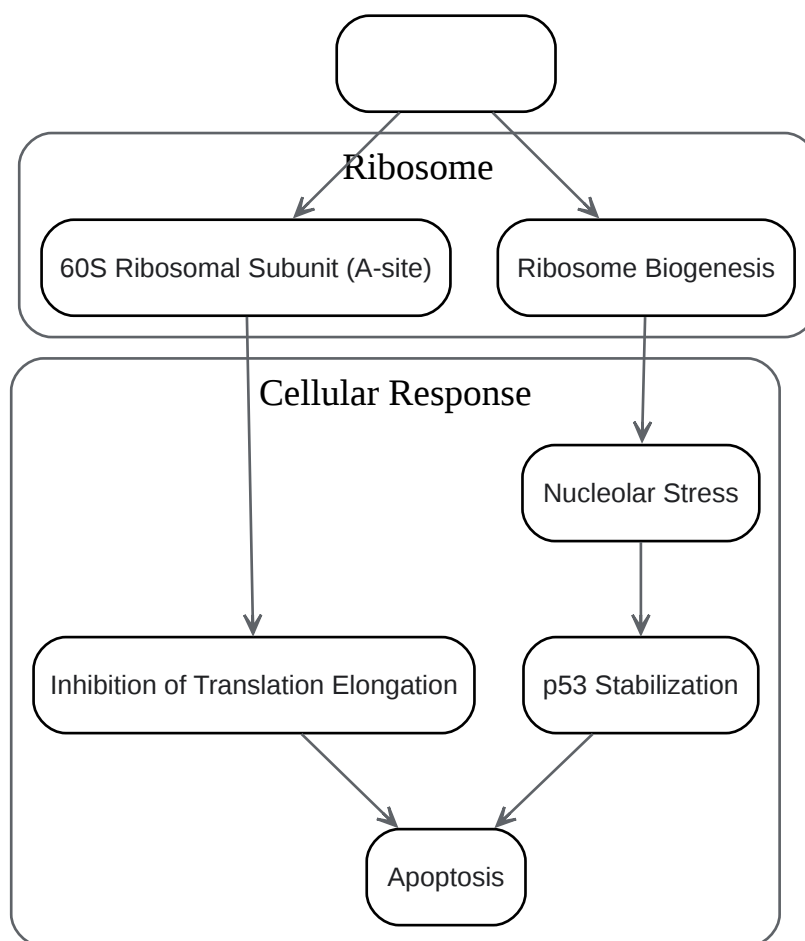 Ribosome
60S Ribosomal Subunit (A-site)
Ribosome Biogenesis
Cellular Response
Nucleolar Stress
Inhibition of Translation Elongation
p53 Stabilization
Apoptosis